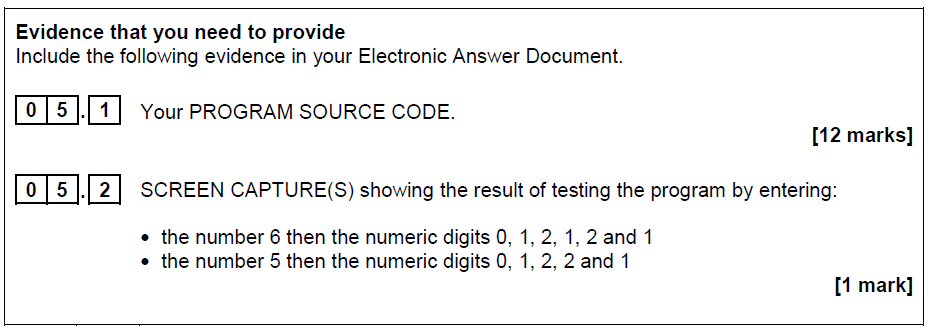 Evidence that you need to provide
Include the following evidence in your Electronic Answer Document.
0 5 . 1 Your PROGRAM SOURCE CODE.
[12 marks]
0 5 . 2 SCREEN CAPTURE(S) showing the result of testing the program by entering:
• the number 6 then the numeric digits 0, 1, 2, 1, 2 and 1
• the number 5 then the numeric digits 0, 1, 2, 2 and 1
[1 mark]